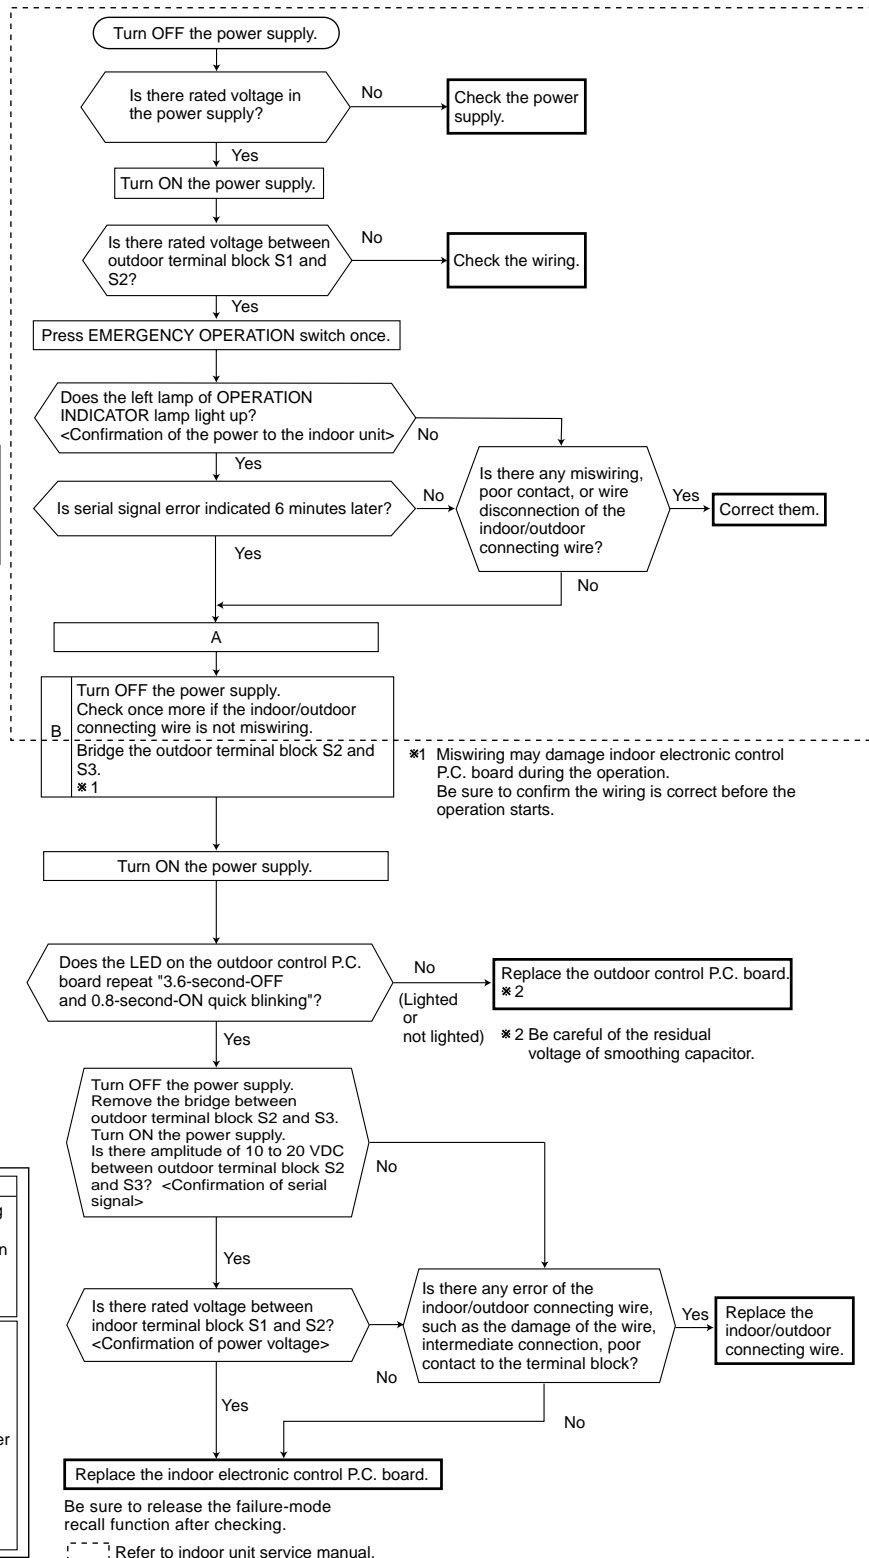 Turn OFF the power supply.
Is there rated voltage in
the power supply?
No
Check the power
supply.
Yes
Turn ON the power supply.
Is there rated voltage between
outdoor terminal block S1 and
S2?
No
Check the wiring.
Yes
Press EMERGENCY OPERATION switch once.
Does the left lamp of OPERATION
INDICATOR lamp light up?
<Confirmation of the power to the indoor unit>
No
Yes
Is serial signal error indicated 6 minutes later?
No
Is there any miswiring,
poor contact, or wire
disconnection of the
indoor/outdoor
connecting wire?
Yes
Correct them.
Yes
No
A
B
Turn OFF the power supply.
Check once more if the indoor/outdoor
connecting wire is not miswiring.
Bridge the outdoor terminal block S2 and
S3.
※1
※1 Miswiring may damage indoor electronic control
P.C. board during the operation.
Be sure to confirm the wiring is correct before the
operation starts.
Turn ON the power supply.
Does the LED on the outdoor control P.C.
board repeat "3.6-second-OFF
and 0.8-second-ON quick blinking"?
No
(Lighted
or
not lighted)
Replace the outdoor control P.C. board.
※2
※2 Be careful of the residual
voltage of smoothing capacitor.
Yes
Turn OFF the power supply.
Remove the bridge between
outdoor terminal block S2 and S3.
Turn ON the power supply.
Is there amplitude of 10 to 20 VDC
between outdoor terminal block S2
and S3? <Confirmation of serial
signal>
No
Yes
Is there rated voltage between
indoor terminal block S1 and S2?
<Confirmation of power voltage>
No
Is there any error of the
indoor/outdoor connecting wire,
such as the damage of the wire,
intermediate connection, poor
contact to the terminal block?
Yes
Replace the
indoor/outdoor
connecting wire.
Yes
No
Replace the indoor electronic control P.C. board.
Be sure to release the failure-mode
recall function after checking.
Refer to indoor unit service manual.